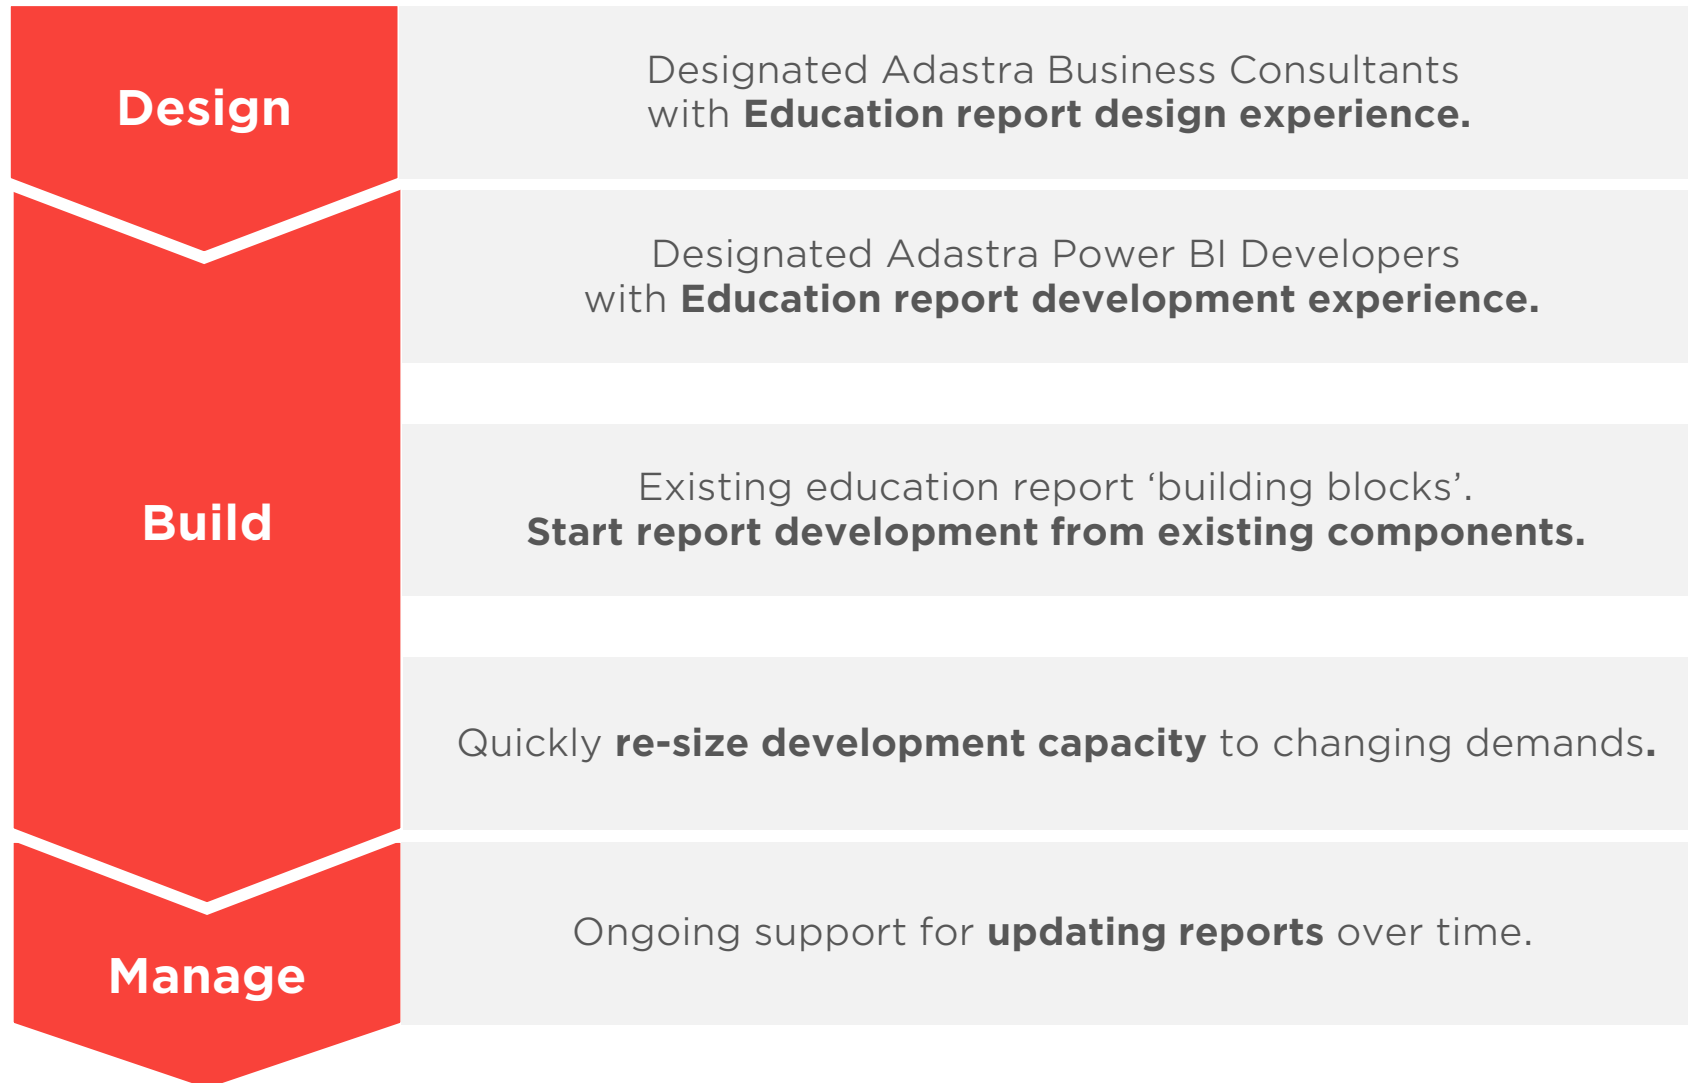 Design
Designated Adastra Business Consultants
with Education report design experience.
Designated Adastra Power BI Developers
with Education report development experience.
Build
Existing education report ‘building blocks’.
Start report development from existing components.
Quickly re-size development capacity to changing demands.
Manage
Ongoing support for updating reports over time.